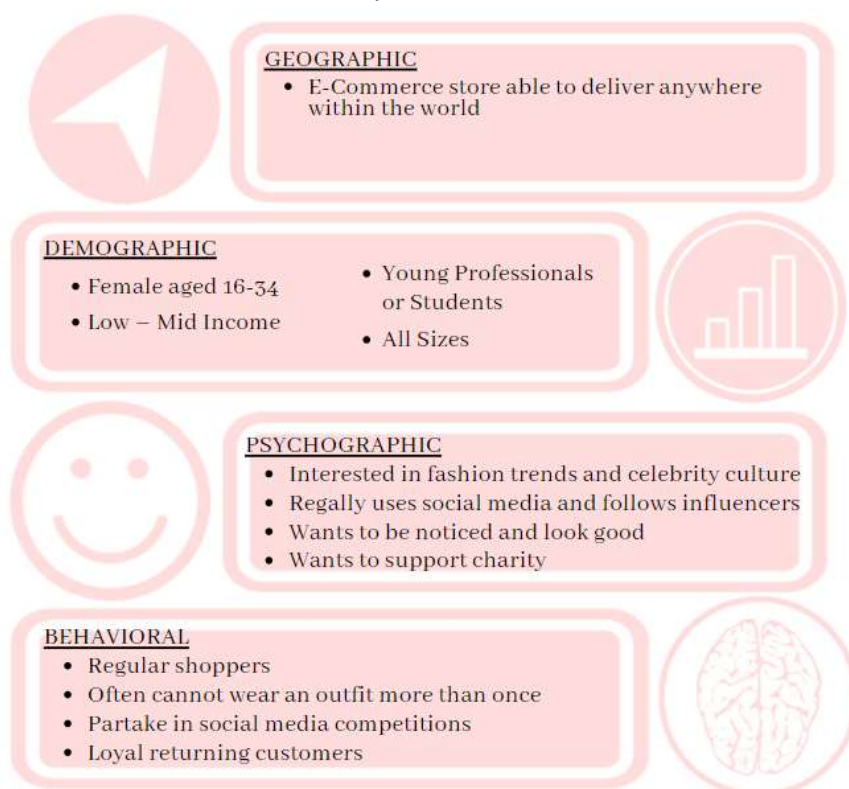 GEOGRAPHIC
• E-Commerce store able to deliver anywhere
within the world
DEMOGRAPHIC
• Female aged 16-34
• Low – Mid Income
• Young Professionals
or Students
• All Sizes
PSYCHOGRAPHIC
• Interested in fashion trends and celebrity culture
• Regally uses social media and follows influencers
• Wants to be noticed and look good
• Wants to support charity
BEHAVIORAL
• Regular shoppers
• Often cannot wear an outfit more than once
• Partake in social media competitions
• Loyal returning customers